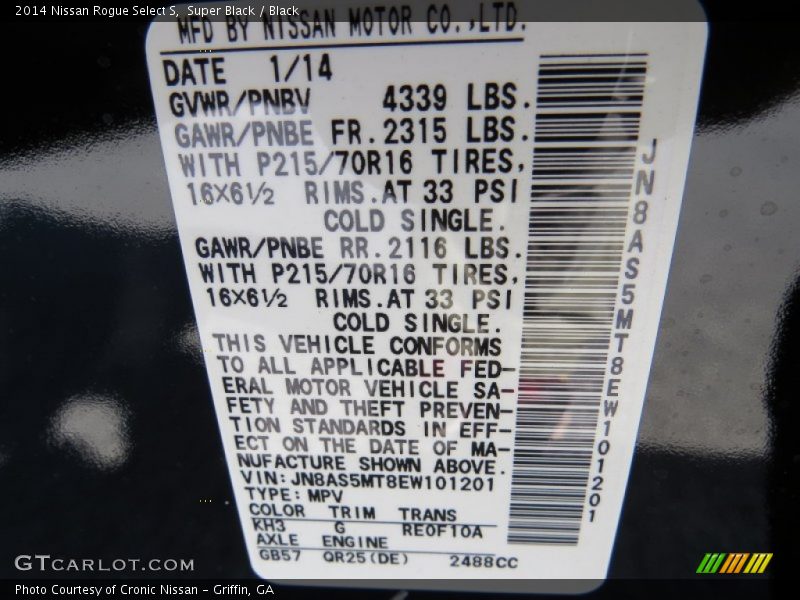 2014 Nissan Rogue Select S, Super Black / Black
MFD BY NISSAN MOTOR CO.,LTD.
DATE 1/14
GVWR/PNBV 4339 LBS.
GAWR/PNBE FR.2315 LBS.
WITH P215/70R16 TIRES,
16X6½ RIMS.AT 33 PSI
COLD SINGLE.
GAWR/PNBE RR.2116 LBS.
WITH P215/70R16 TIRES,
16X6½ RIMS.AT 33 PSI
COLD SINGLE.
THIS VEHICLE CONFORMS
TO ALL APPLICABLE FED-
ERAL MOTOR VEHICLE SA-
FETY AND THEFT PREVEN-
TION STANDARDS IN EFF-
ECT ON THE DATE OF MA-
NUFACTURE SHOWN ABOVE.
VIN:JN8AS5MT8EW101201
TYPE:MPV
COLOR TRIM TRANS
KH3 G RE0F10A
AXLE ENGINE
GB57 QR25(DE) 2488CC
JN8AS5MT8EW101201
GTCARLOT.COM
Photo Courtesy of Cronic Nissan - Griffin, GA